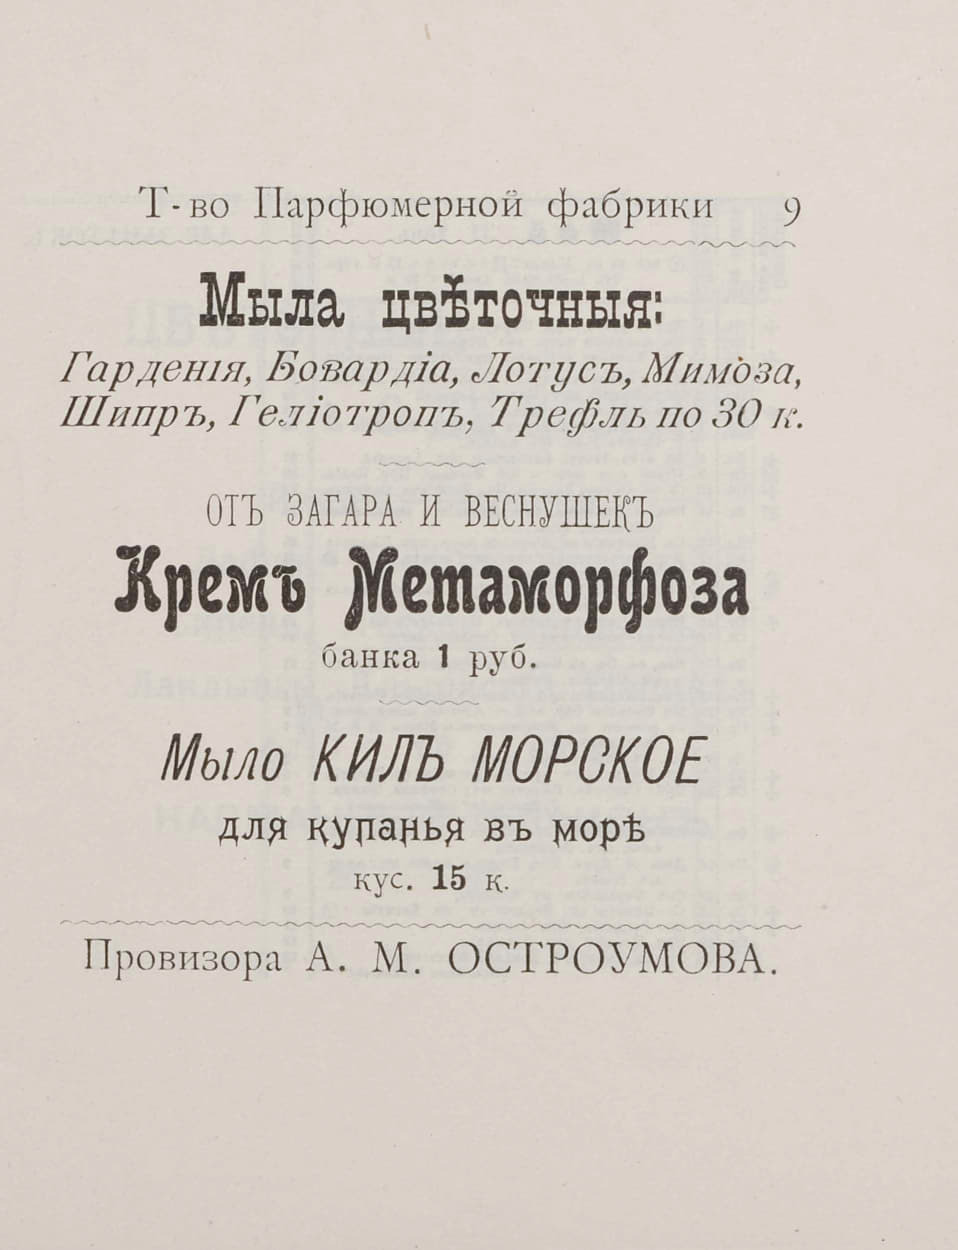 Т-во Парфюмерной фабрики 9
Мыла цвѣточныя:
Гарденія, Бовардіа, Лотусъ, Мимоза,
Шипръ, Геліотропъ, Трефль по 30 к.
ОТЪ ЗАГАРА И ВЕСНУШЕКЪ
Кремъ Метаморфоза
банка 1 руб.
Мыло КИЛЪ МОРСКОЕ
для купанья въ морѣ
кус. 15 к.
Провизора А. М. ОСТРОУМОВА.